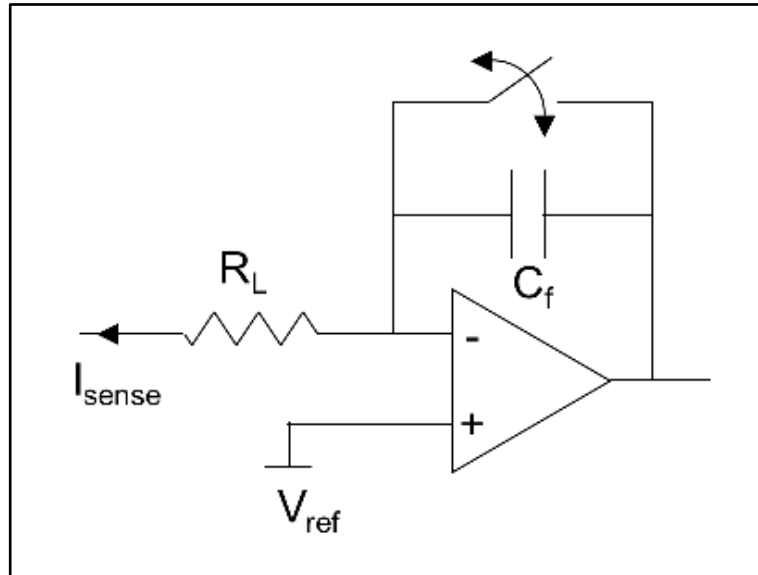 R_L
C_f
-
I_sense
+
V_ref